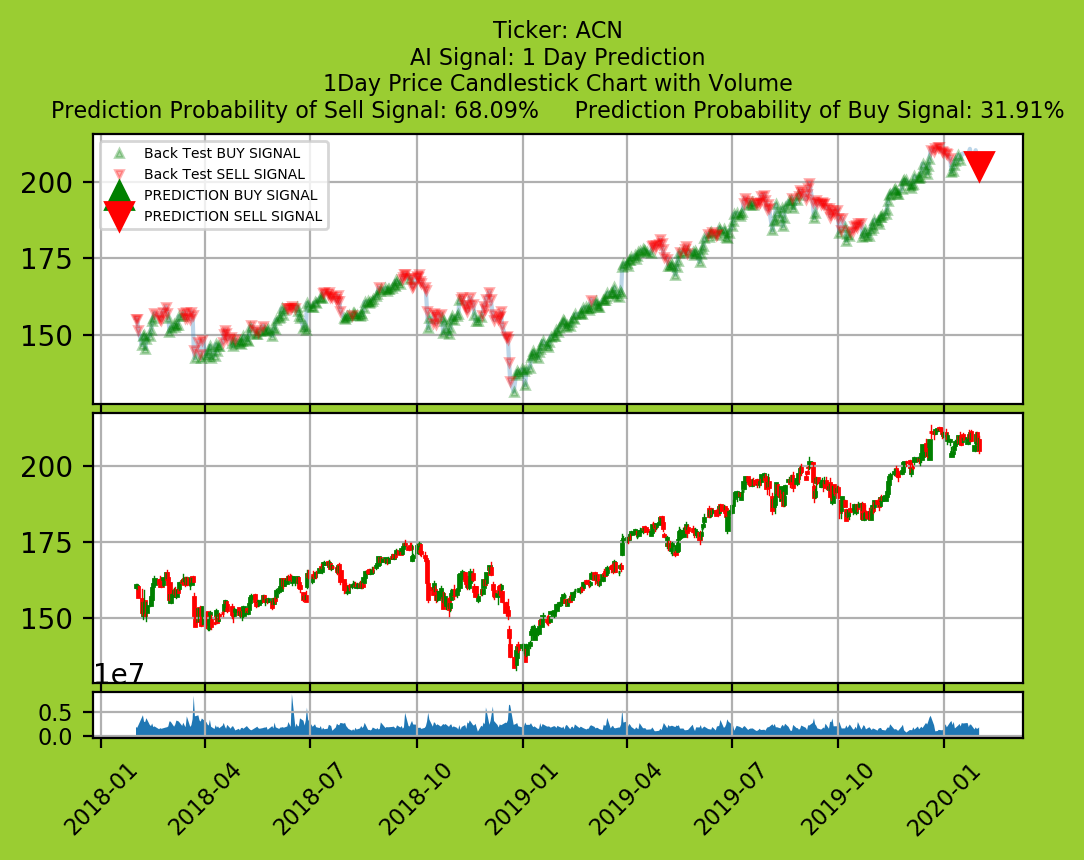 Ticker: ACN
AI Signal: 1 Day Prediction
1Day Price Candlestick Chart with Volume
Prediction Probability of Sell Signal: 68.09% Prediction Probability of Buy Signal: 31.91%
Back Test BUY SIGNAL
Back Test SELL SIGNAL
PREDICTION BUY SIGNAL
PREDICTION SELL SIGNAL
200
175
150
200
175
150
1e7
0.5
0.0
2018-01 2018-04 2018-07 2018-10 2019-01 2019-04 2019-07 2019-10 2020-01